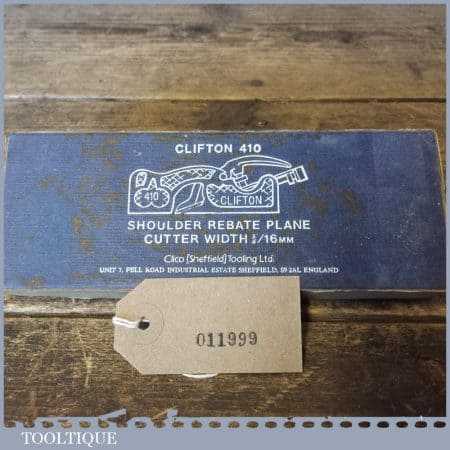 CLIFTON 410
410
CLIFTON
SHOULDER REBATE PLANE
CUTTER WIDTH 5/8/16MM
Clico (Sheffield) Tooling Ltd.
UNIT 7, FELL ROAD INDUSTRIAL ESTATE SHEFFIELD, S9 2AL ENGLAND
011999
TOOLTIQUE